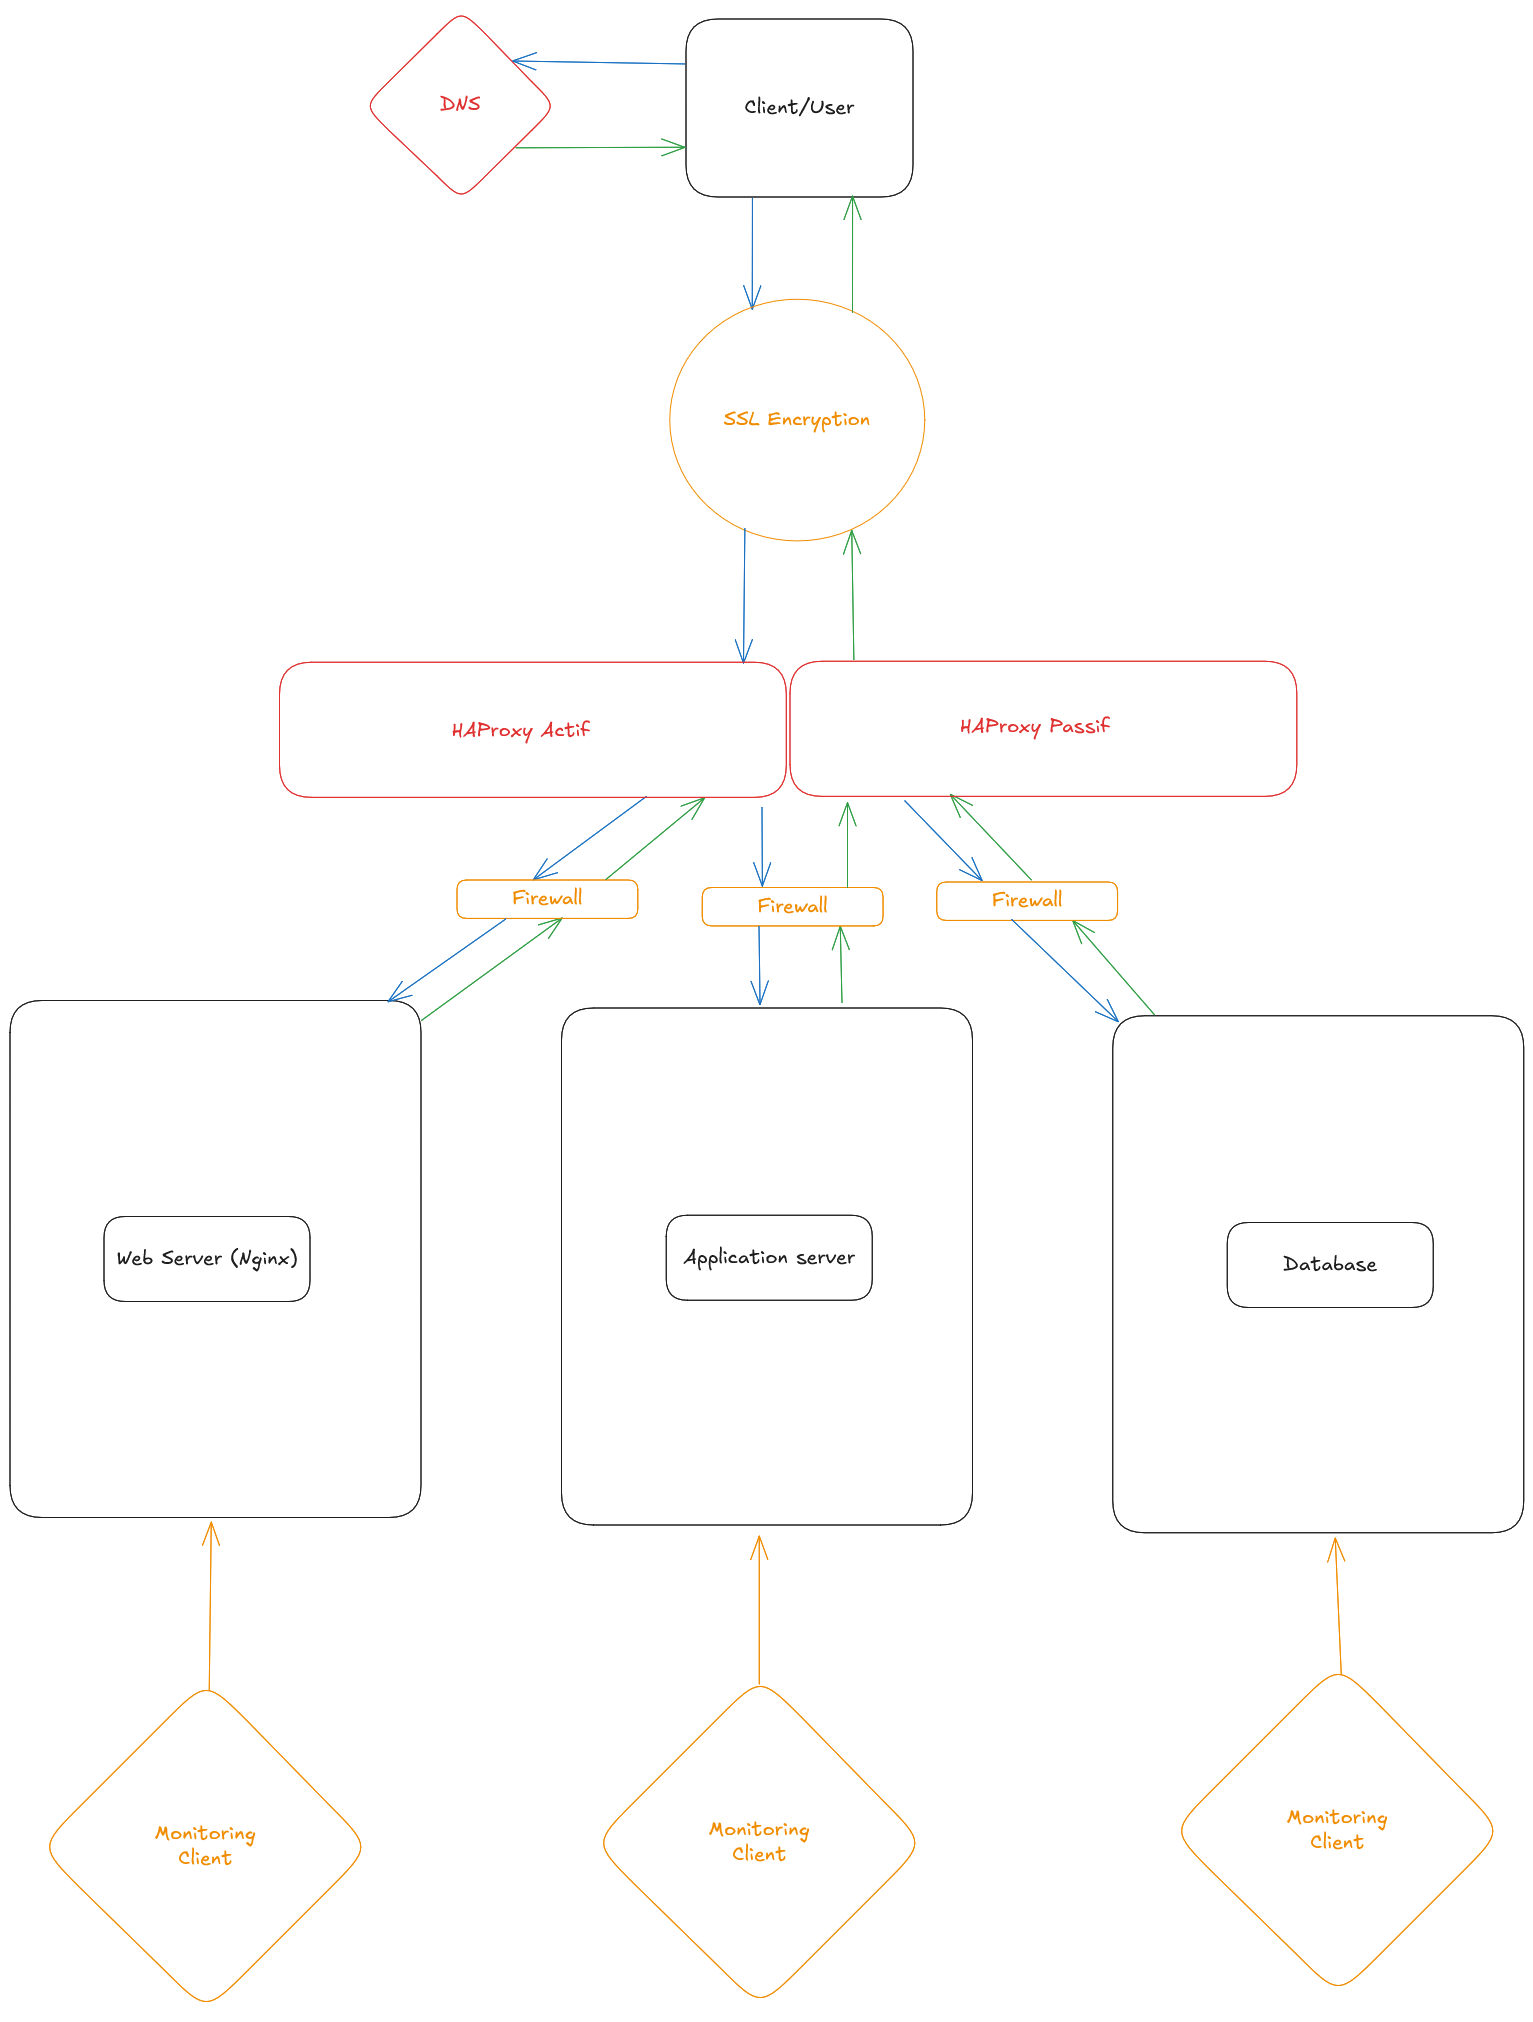 DNS
Client/User
SSL Encryption
HAProxy Actif
HAProxy Passif
Firewall
Firewall
Firewall
Web Server (Nginx)
Application server
Database
Monitoring
Client
Monitoring
Client
Monitoring
Client